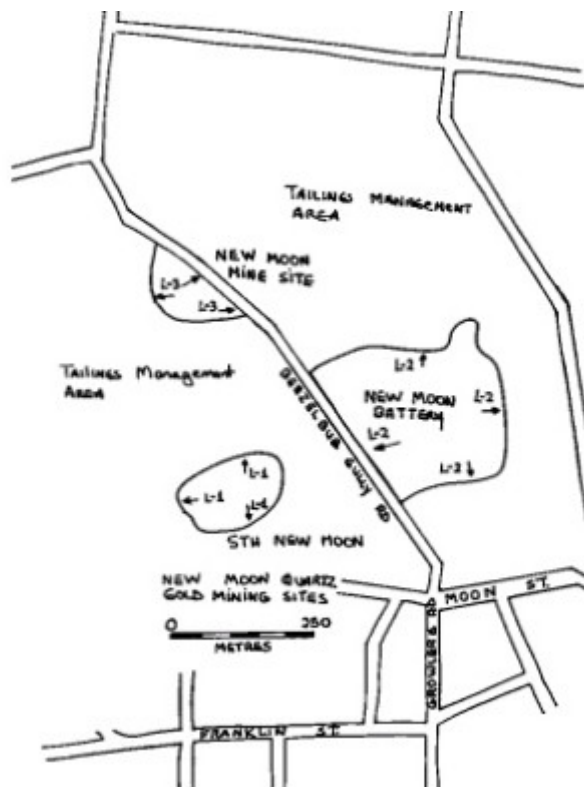 TAILINGS MANAGEMENT
AREA
NEW MOON
MINE SITE
L-3
L-3
TAILINGS Management
AREA
BEEZELBUB GULLY RD
L-2
NEW MOON
BATTERY
L-2
L-2
L-2
L-1
L-1
L-1
STH NEW MOON
NEW MOON QUARTZ
GOLD MINING SITES
0 250
METRES
MOON ST.
GROWLERS RD
FRANKLIN ST.